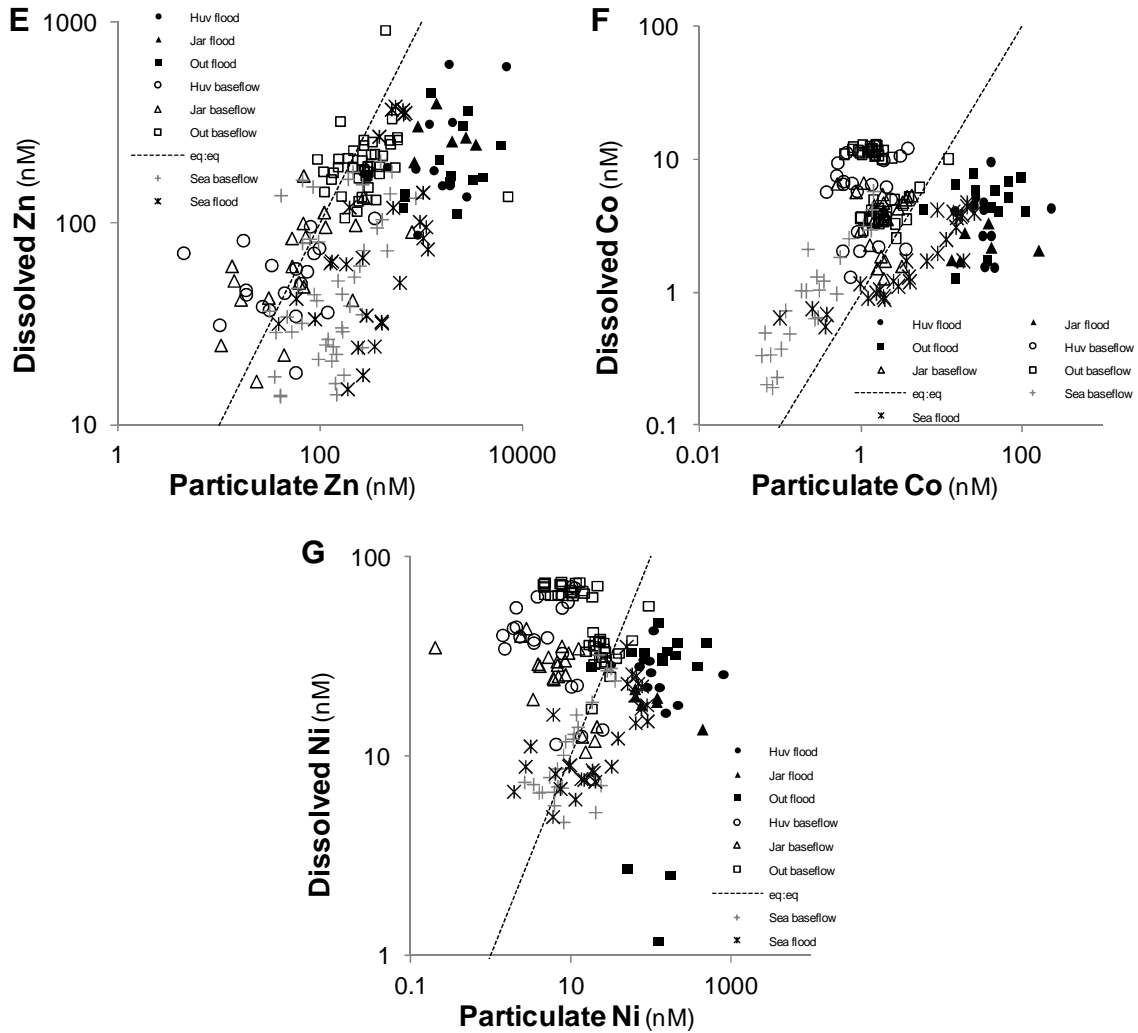 E
Dissolved Zn (nM)
1000
100
10
1
100
10000
Particulate Zn (nM)
Huv flood
Jar flood
Out flood
Huv baseflow
Jar baseflow
Out baseflow
eq:eq
Sea baseflow
Sea flood
F
Dissolved Co (nM)
100
10
1
0.1
0.01
1
100
Particulate Co (nM)
Huv flood
Jar flood
Out flood
Huv baseflow
Jar baseflow
Out baseflow
eq:eq
Sea baseflow
Sea flood
G
Dissolved Ni (nM)
100
10
1
0.1
10
1000
Particulate Ni (nM)
Huv flood
Jar flood
Out flood
Huv baseflow
Jar baseflow
Out baseflow
eq:eq
Sea baseflow
Sea flood